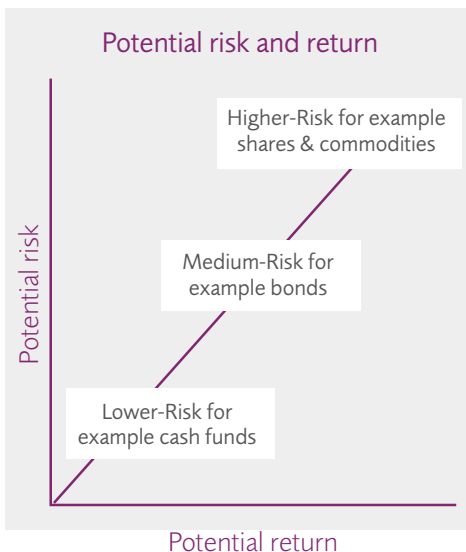 Potential risk and return
Higher-Risk for example
shares & commodities
Potential risk
Medium-Risk for
example bonds
Lower-Risk for
example cash funds
Potential return